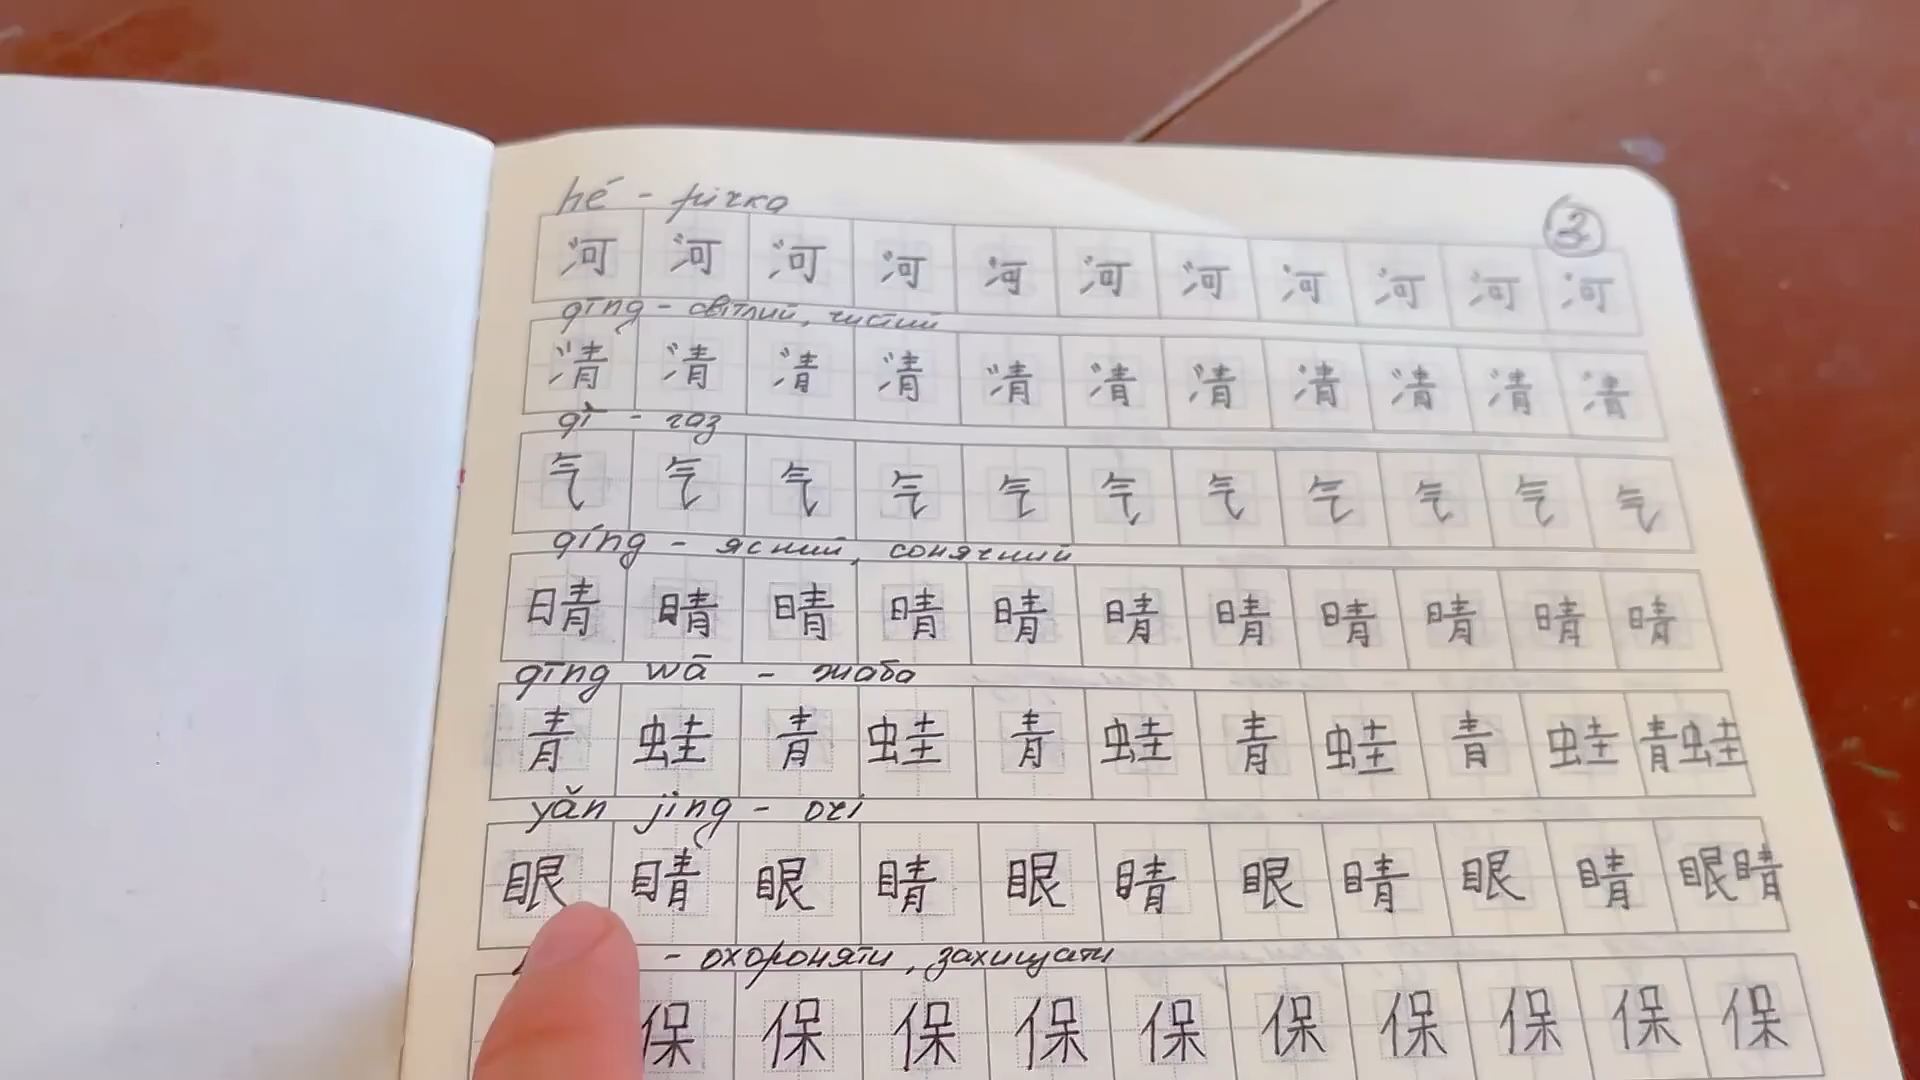 hé - річка
②
河 河 河 河 河 河 河 河 河 河 河
qīng - світлий, чистий
清 清 清 清 清 清 清 清 清 清 清
qì - газ
气 气 气 气 气 气 气 气 气 气 气
qíng - ясний, сонячний
晴 晴 晴 晴 晴 晴 晴 晴 晴 晴 晴
qīng wā - жаба
青 蛙 青 蛙 青 蛙 青 蛙 青 蛙 青蛙
yǎn jing - очі
眼 睛 眼 睛 眼 睛 眼 睛 眼 睛 眼睛
- охороняти, захищати
保 保 保 保 保 保 保 保 保 保